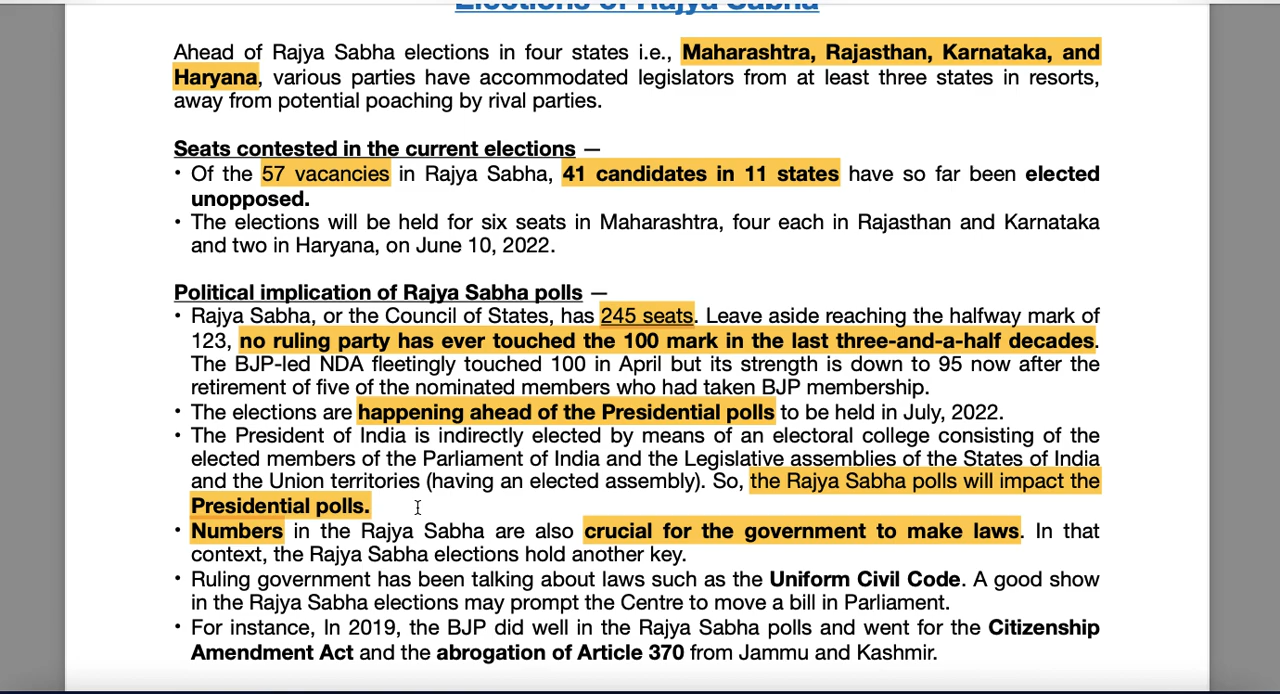 Elections of Rajya Sabha
Ahead of Rajya Sabha elections in four states i.e., Maharashtra, Rajasthan, Karnataka, and
Haryana, various parties have accommodated legislators from at least three states in resorts,
away from potential poaching by rival parties.
Seats contested in the current elections —
• Of the 57 vacancies in Rajya Sabha, 41 candidates in 11 states have so far been elected
unopposed.
• The elections will be held for six seats in Maharashtra, four each in Rajasthan and Karnataka
and two in Haryana, on June 10, 2022.
Political implication of Rajya Sabha polls —
• Rajya Sabha, or the Council of States, has 245 seats. Leave aside reaching the halfway mark of
123, no ruling party has ever touched the 100 mark in the last three-and-a-half decades.
The BJP-led NDA fleetingly touched 100 in April but its strength is down to 95 now after the
retirement of five of the nominated members who had taken BJP membership.
• The elections are happening ahead of the Presidential polls to be held in July, 2022.
• The President of India is indirectly elected by means of an electoral college consisting of the
elected members of the Parliament of India and the Legislative assemblies of the States of India
and the Union territories (having an elected assembly). So, the Rajya Sabha polls will impact the
Presidential polls.
• Numbers in the Rajya Sabha are also crucial for the government to make laws. In that
context, the Rajya Sabha elections hold another key.
• Ruling government has been talking about laws such as the Uniform Civil Code. A good show
in the Rajya Sabha elections may prompt the Centre to move a bill in Parliament.
• For instance, In 2019, the BJP did well in the Rajya Sabha polls and went for the Citizenship
Amendment Act and the abrogation of Article 370 from Jammu and Kashmir.